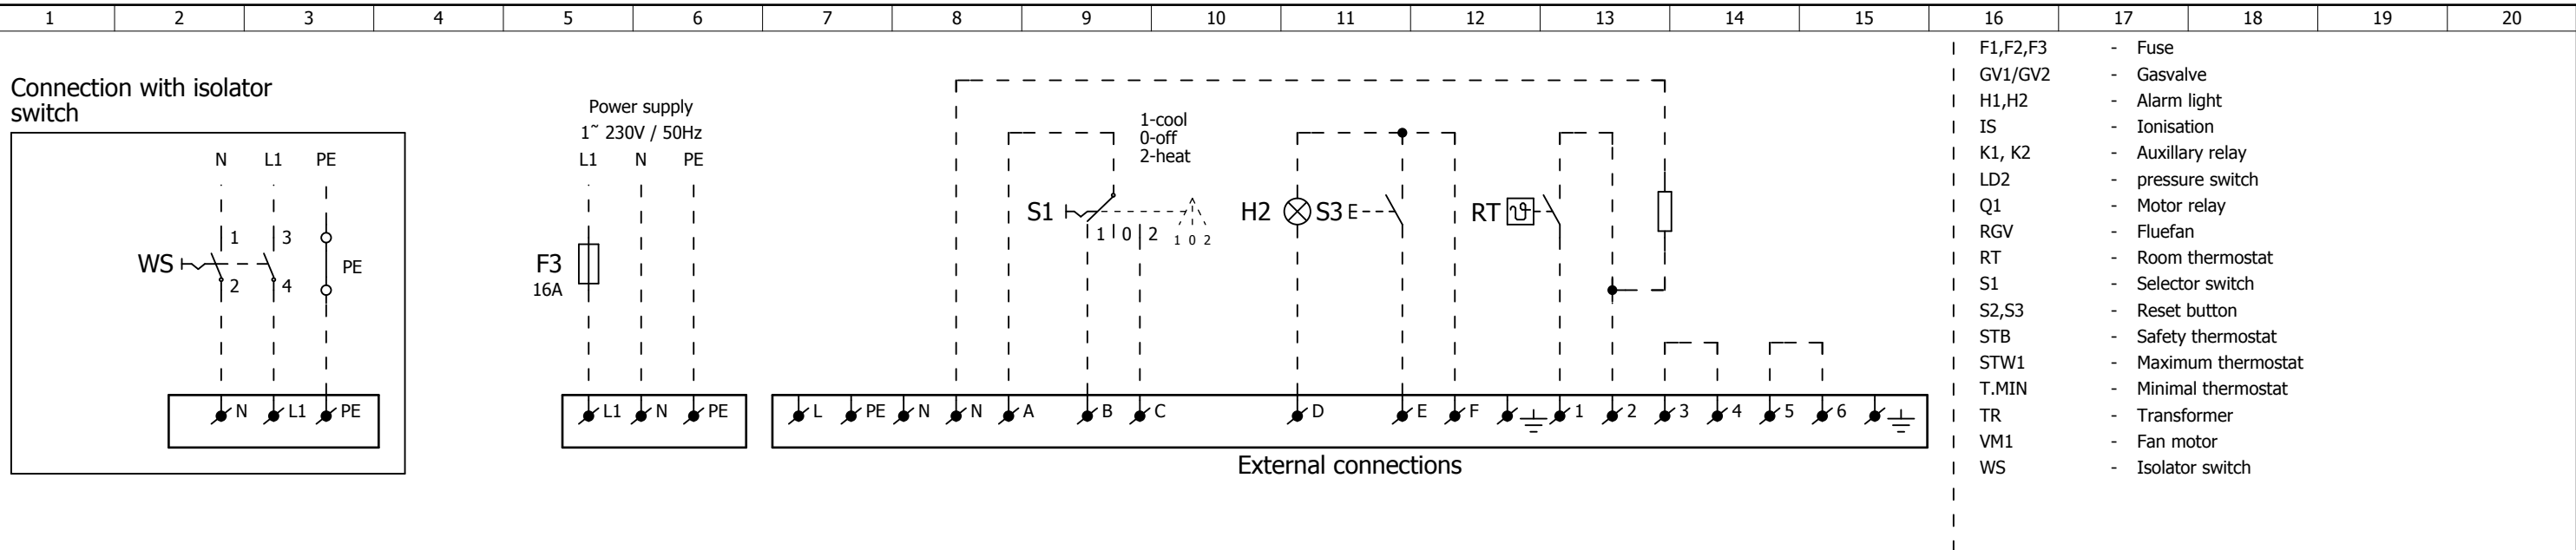 1 2 3 4 5 6 7 8 9 10 11 12 13 14 15 16 17 18 19 20
Connection with isolator
switch
N L1 PE
1 3
WS PE
2 4
N L1 PE
Power supply
1~ 230V / 50Hz
L1 N PE
F3
16A
L1 N PE
1-cool
0-off
2-heat
S1
1 0 2
1 0 2
H2 S3 E
RT ϑ
L PE N N A B C D E F 1 2 3 4 5 6
External connections
F1,F2,F3 - Fuse
GV1/GV2 - Gasvalve
H1,H2 - Alarm light
IS - Ionisation
K1, K2 - Auxillary relay
LD2 - pressure switch
Q1 - Motor relay
RGV - Fluefan
RT - Room thermostat
S1 - Selector switch
S2,S3 - Reset button
STB - Safety thermostat
STW1 - Maximum thermostat
T.MIN - Minimal thermostat
TR - Transformer
VM1 - Fan motor
WS - Isolator switch